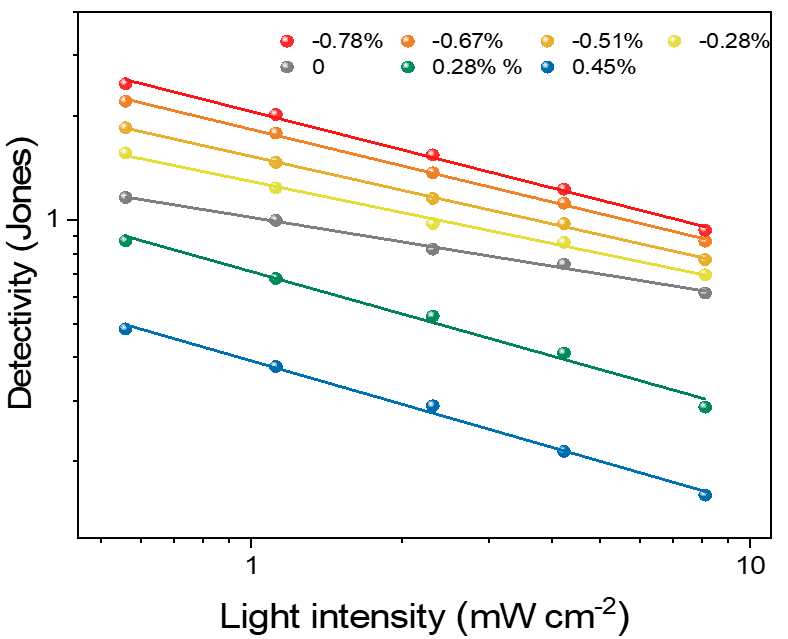 -0.78% -0.67% -0.51% -0.28%
0 0.28% % 0.45%
Detectivity (Jones)
1
1 10
Light intensity (mW cm-2)